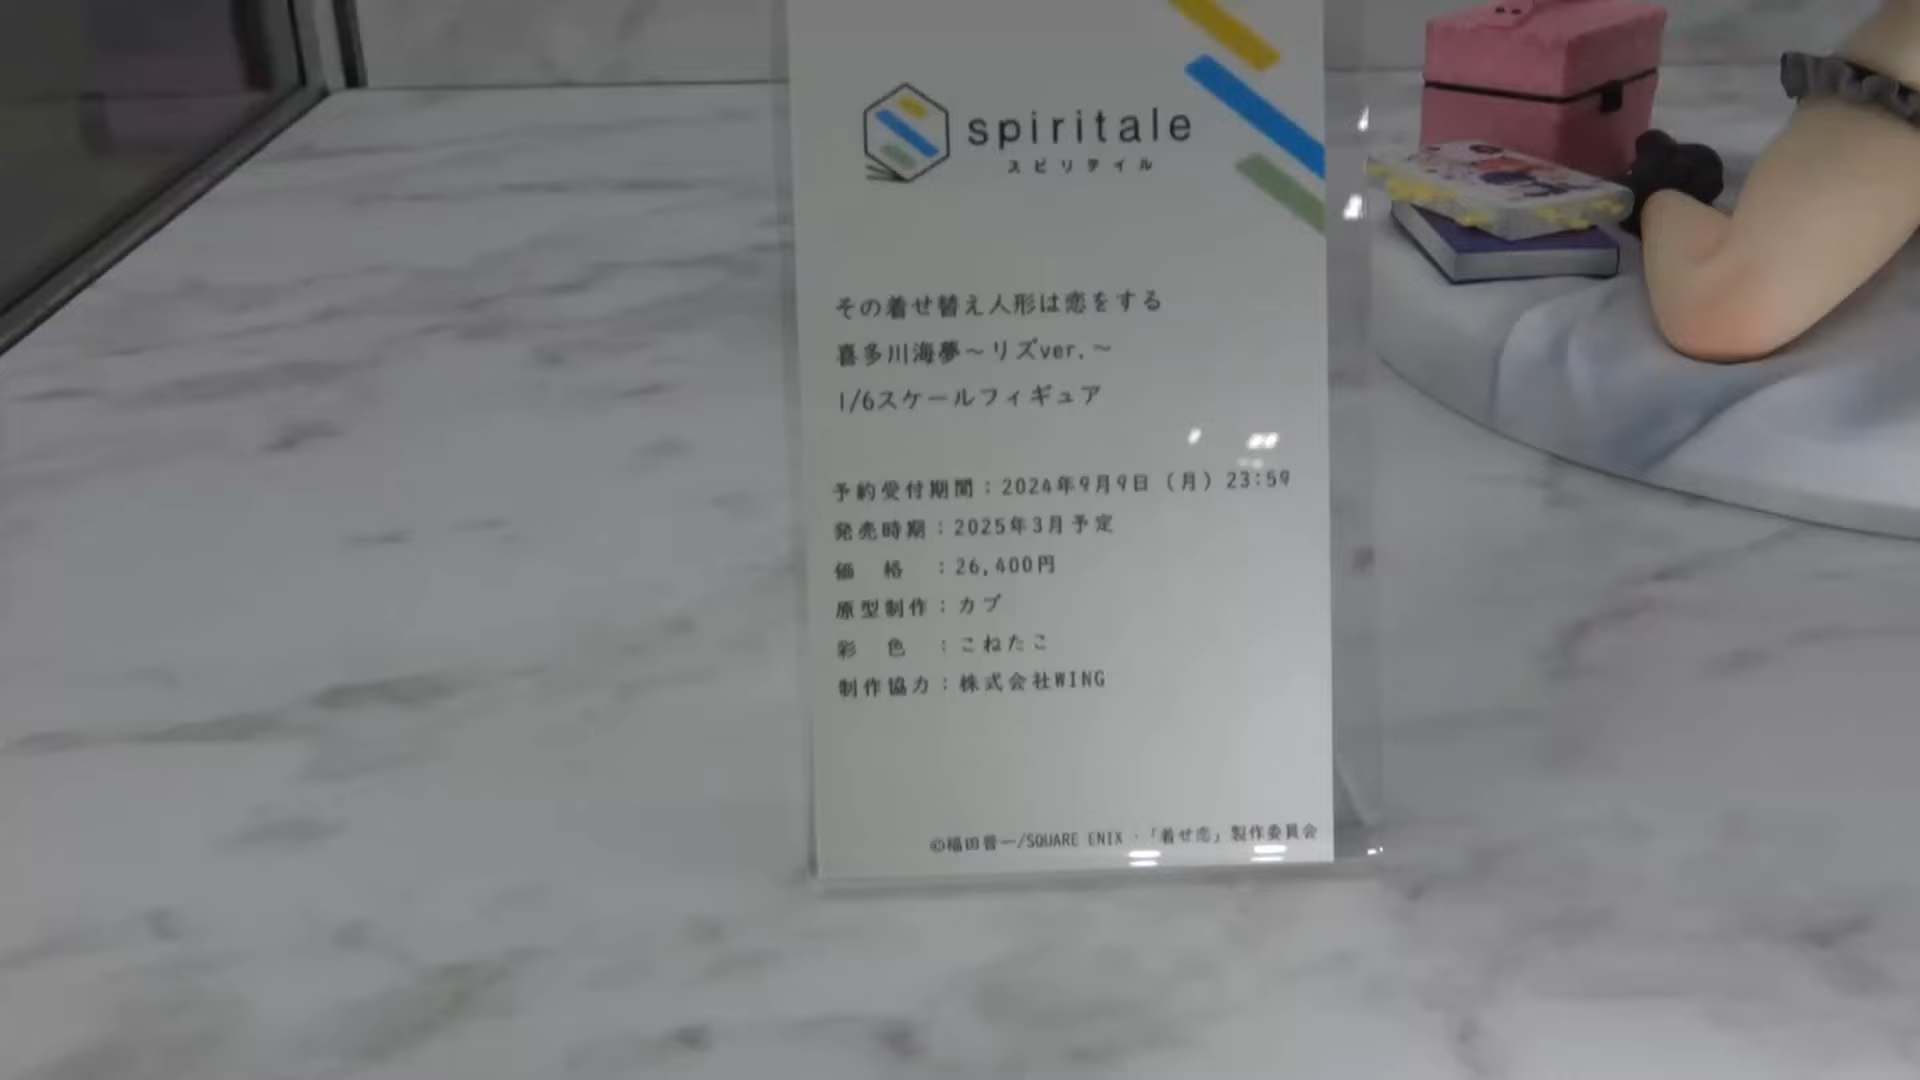 spiritale
スピリテイル
その着せ替え人形は恋をする
喜多川海夢～リズver.～
1/6スケールフィギュア
予約受付期間：2024年9月9日（月）23:59
発売時期：2025年3月予定
価　格　：26,400円
原型制作：カブ
彩　色　：こねたこ
制作協力：株式会社WING
©福田晋一/SQUARE ENIX・「着せ恋」製作委員会